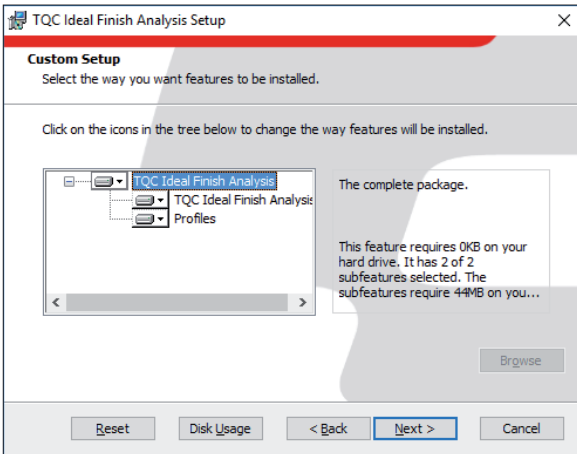 TQC Ideal Finish Analysis Setup
Custom Setup
Select the way you want features to be installed.
Click on the icons in the tree below to change the way features will be installed.
TQC Ideal Finish Analysis
TQC Ideal Finish Analysis
Profiles
The complete package.
This feature requires 0KB on your
hard drive. It has 2 of 2
subfeatures selected. The
subfeatures require 44MB on you...
Browse
Reset
Disk Usage
< Back
Next >
Cancel